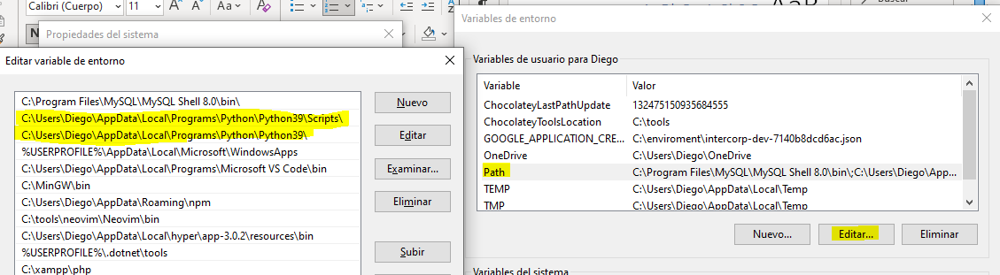 Calibri (Cuerpo)
11
N
Propiedades del sistema
Editar variable de entorno
C:\Program Files\MySQL\MySQL Shell 8.0\bin\
C:\Users\Diego\AppData\Local\Programs\Python\Python39\Scripts\
C:\Users\Diego\AppData\Local\Programs\Python\Python39\
%USERPROFILE%\AppData\Local\Microsoft\WindowsApps
C:\Users\Diego\AppData\Local\Programs\Microsoft VS Code\bin
C:\MinGW\bin
C:\Users\Diego\AppData\Roaming\npm
C:\tools\neovim\Neovim\bin
C:\Users\Diego\AppData\Local\hyper\app-3.0.2\resources\bin
%USERPROFILE%\.dotnet\tools
C:\xampp\php
Nuevo
Editar
Examinar...
Eliminar
Subir
Variables de entorno
Variables de usuario para Diego
Variable Valor
ChocolateyLastPathUpdate 132475150935684555
ChocolateyToolsLocation C:\tools
GOOGLE_APPLICATION_CRE... C:\enviroment\intercorp-dev-7140b8dcd6ac.json
OneDrive C:\Users\Diego\OneDrive
Path C:\Program Files\MySQL\MySQL Shell 8.0\bin\;C:\Users\Diego\App...
TEMP C:\Users\Diego\AppData\Local\Temp
TMP C:\Users\Diego\AppData\Local\Temp
Nuevo... Editar... Eliminar
Variables del sistema